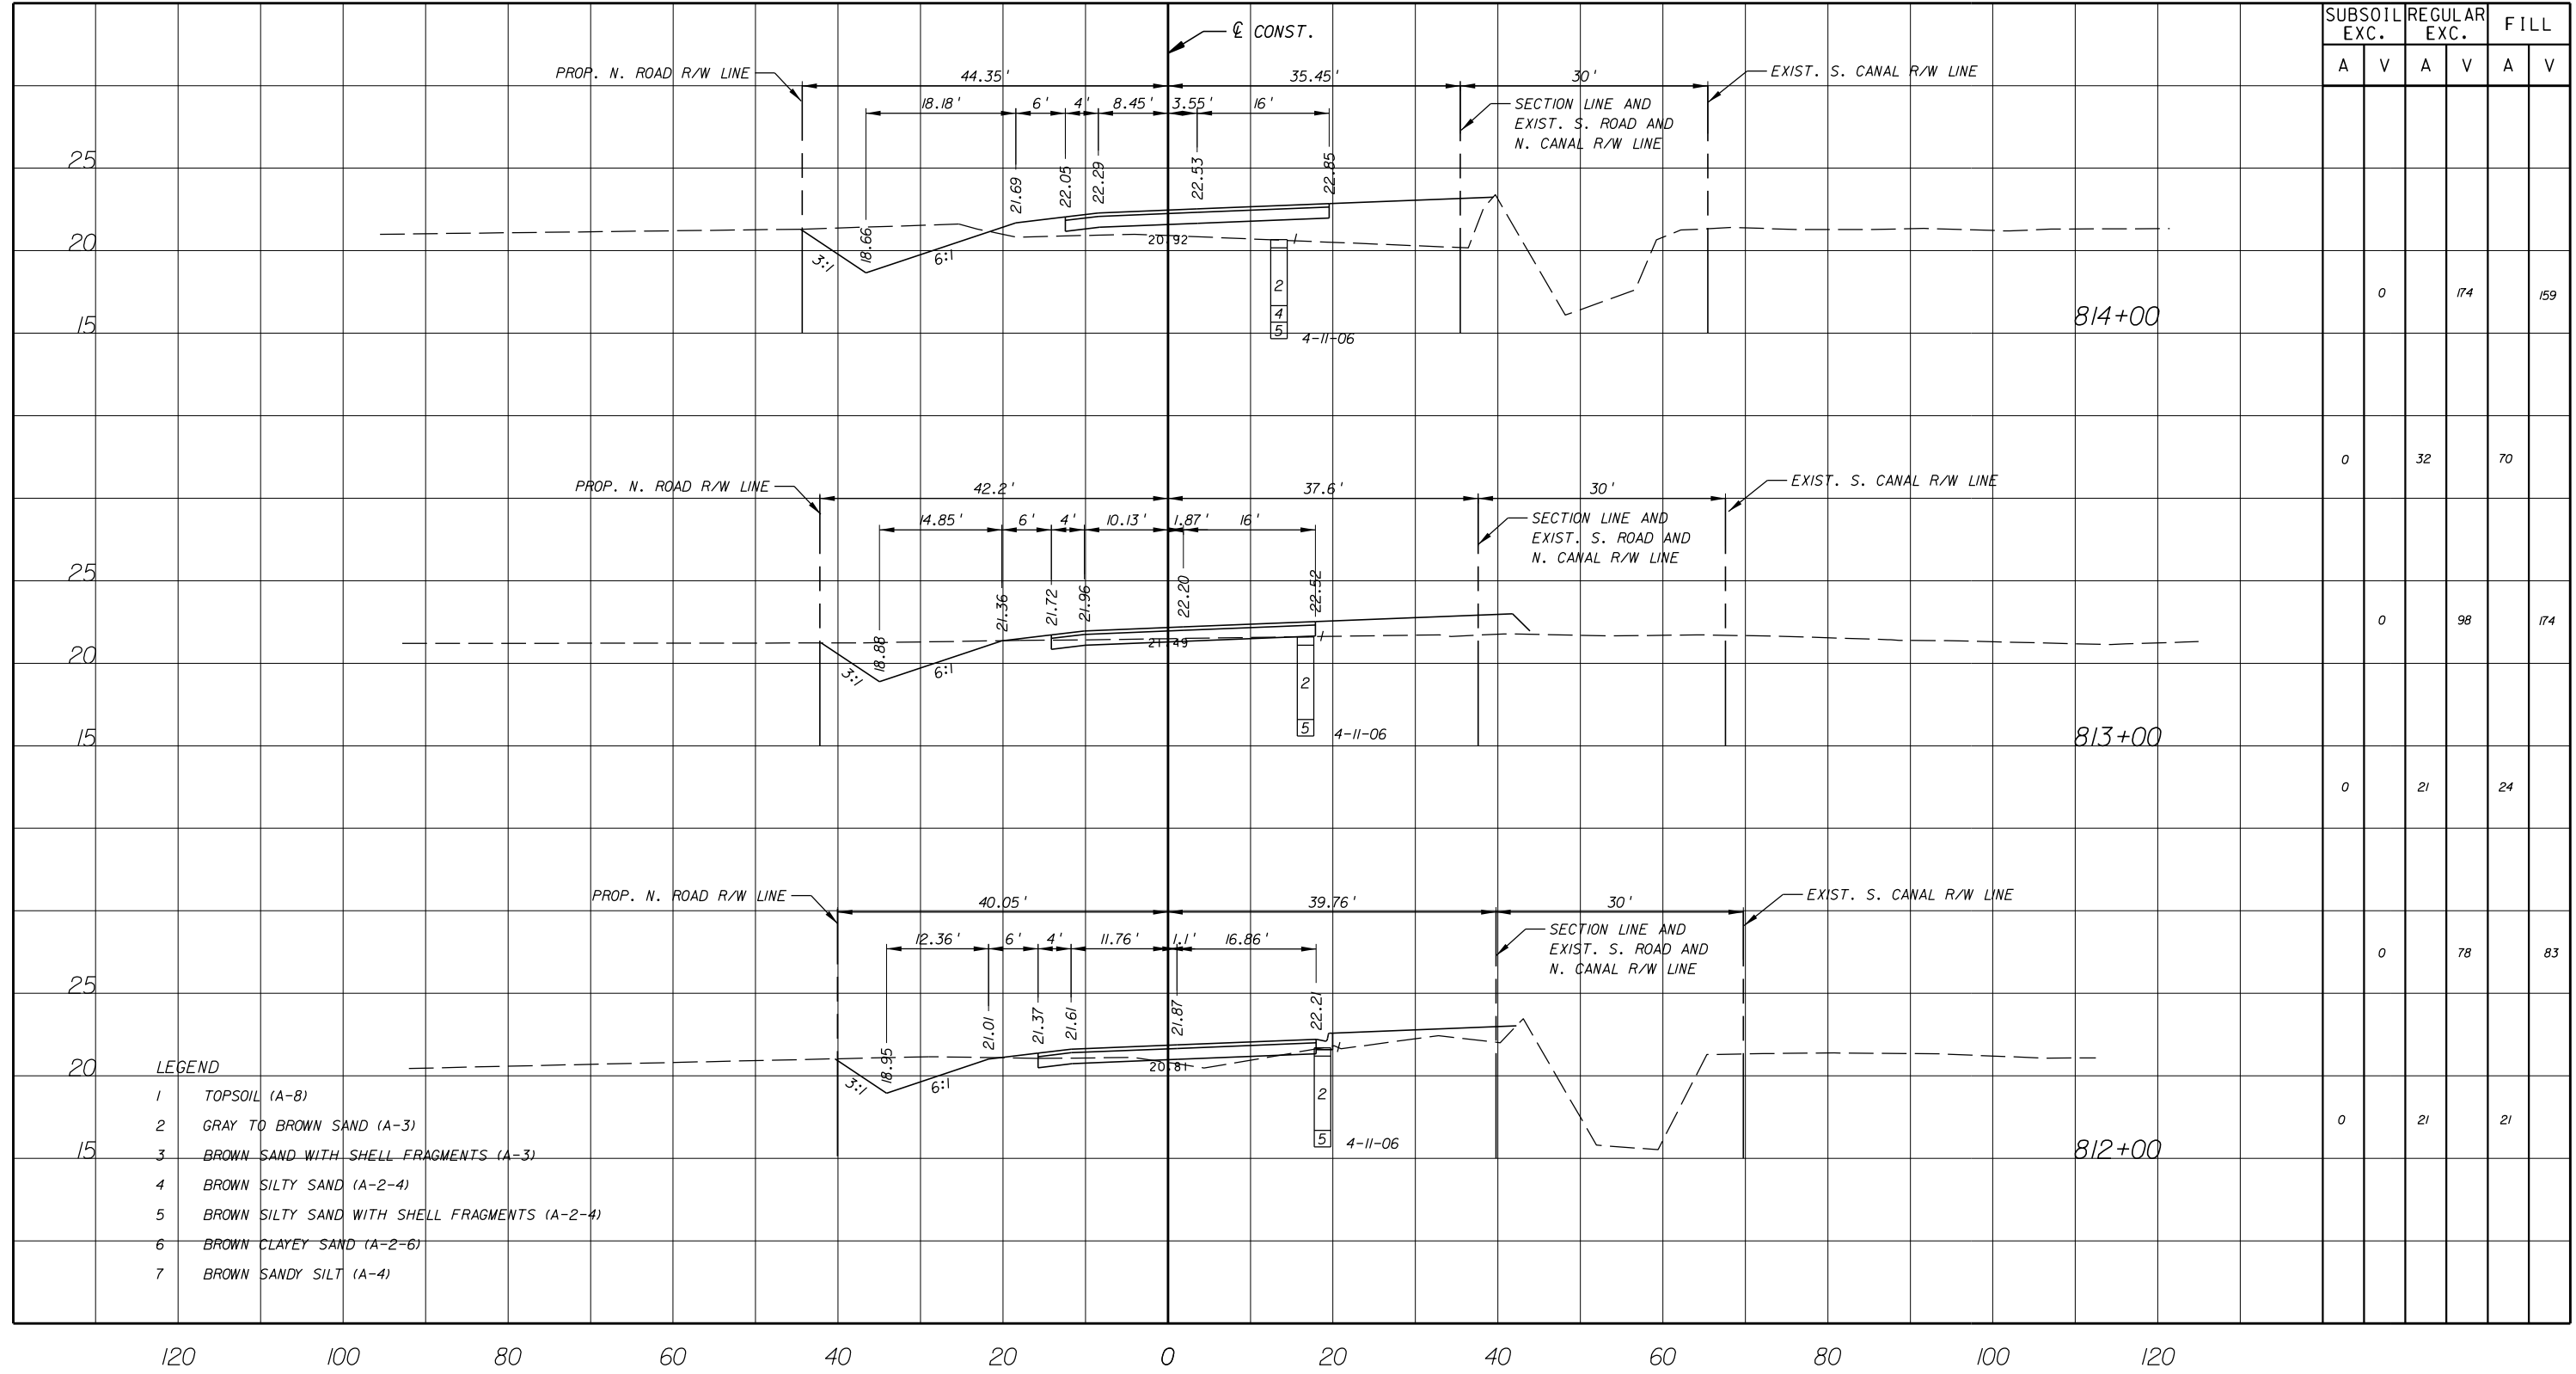 SUBSOIL EXC. REGULAR EXC. FILL
A V A V A V
℄ CONST.
PROP. N. ROAD R/W LINE 44.35' 35.45' 30' EXIST. S. CANAL R/W LINE
18.18' 6' 4' 8.45' 3.55' 16'
SECTION LINE AND
EXIST. S. ROAD AND
N. CANAL R/W LINE
25
18.66 21.69 22.05 22.29 22.53 22.85
20
3:1 6:1 20.92 1
2
4
5
4-11-06
15
814+00
0 174 159
0 32 70
PROP. N. ROAD R/W LINE 42.2' 37.6' 30' EXIST. S. CANAL R/W LINE
14.85' 6' 4' 10.13' 1.87' 16'
SECTION LINE AND
EXIST. S. ROAD AND
N. CANAL R/W LINE
25
18.88 21.36 21.72 21.96 22.20 22.52
20
3:1 6:1 21.49 1
2
5
4-11-06
15
813+00
0 98 174
0 21 24
PROP. N. ROAD R/W LINE 40.05' 39.76' 30' EXIST. S. CANAL R/W LINE
12.36' 6' 4' 11.76' 1.1' 16.86'
SECTION LINE AND
EXIST. S. ROAD AND
N. CANAL R/W LINE
0 78 83
25
18.95 21.01 21.37 21.61 21.87 22.21
20
3:1 6:1 20.81 1
2
5
4-11-06
15
812+00
0 21 21
LEGEND
1 TOPSOIL (A-8)
2 GRAY TO BROWN SAND (A-3)
3 BROWN SAND WITH SHELL FRAGMENTS (A-3)
4 BROWN SILTY SAND (A-2-4)
5 BROWN SILTY SAND WITH SHELL FRAGMENTS (A-2-4)
6 BROWN CLAYEY SAND (A-2-6)
7 BROWN SANDY SILT (A-4)
120 100 80 60 40 20 0 20 40 60 80 100 120